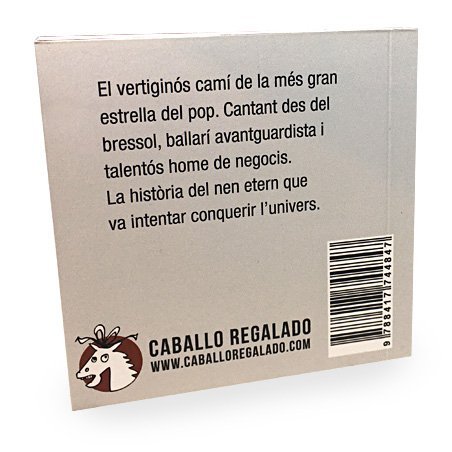 El vertiginós camí de la més gran
estrella del pop. Cantant des del
bressol, ballarí avantguardista i
talentós home de negocis.
La història del nen etern que
va intentar conquerir l'univers.
9 788417 744847
CABALLO REGALADO
WWW.CABALLOREGALADO.COM